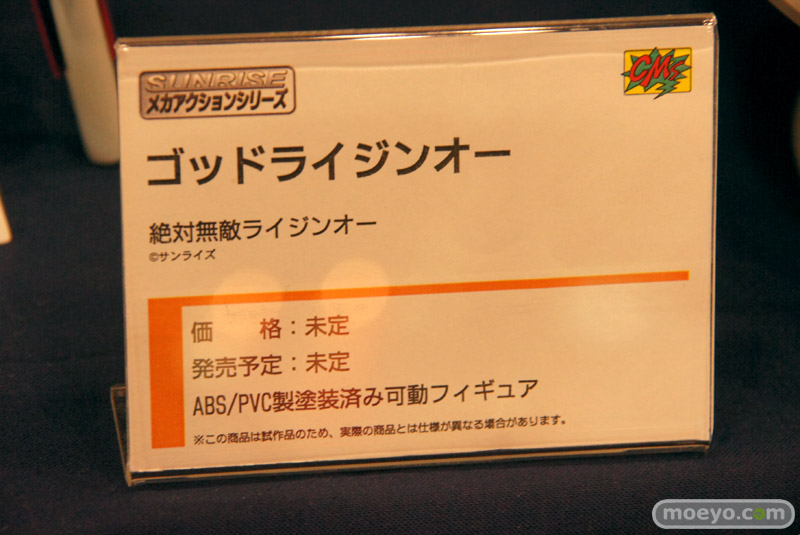 SUNRISE
メカアクションシリーズ
CM's
ゴッドライジンオー
絶対無敵ライジンオー
©サンライズ
価　　格：未定
発売予定：未定
ABS/PVC製塗装済み可動フィギュア
※この商品は試作品のため、実際の商品とは仕様が異なる場合があります。
moeyo.com